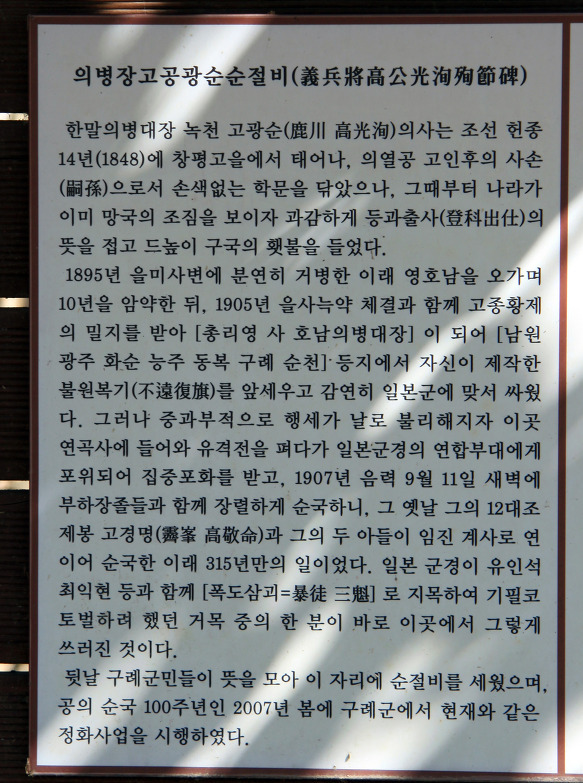 의병장고공광순순절비(義兵將高公光洵殉節碑)
한말의병대장 녹천 고광순(鹿川 高光洵)의사는 조선 헌종
14년(1848)에 창평고을에서 태어나, 의열공 고인후의 사손
(嗣孫)으로서 손색없는 학문을 닦았으나, 그때부터 나라가
이미 망국의 조짐을 보이자 과감하게 등과출사(登科出仕)의
뜻을 접고 드높이 구국의 횃불을 들었다.
1895년 을미사변에 분연히 거병한 이래 영호남을 오가며
10년을 암약한 뒤, 1905년 을사늑약 체결과 함께 고종황제
의 밀지를 받아 [총리영 사 호남의병대장] 이 되어 [남원
광주 화순 능주 동복 구례 순천] 등지에서 자신이 제작한
불원복기(不遠復旗)를 앞세우고 감연히 일본군에 맞서 싸웠
다. 그러나 중과부적으로 행세가 날로 불리해지자 이곳
연곡사에 들어와 유격전을 펴다가 일본군경의 연합부대에게
포위되어 집중포화를 받고, 1907년 음력 9월 11일 새벽에
부하장졸들과 함께 장렬하게 순국하니, 그 옛날 그의 12대조
제봉 고경명(霽峯 高敬命)과 그의 두 아들이 임진 계사로 연
이어 순국한 이래 315년만의 일이었다. 일본 군경이 유인석
최익현 등과 함께 [폭도삼괴=暴徒 三魁] 로 지목하여 기필코
토벌하려 했던 거목 중의 한 분이 바로 이곳에서 그렇게
쓰러진 것이다.
뒷날 구례군민들이 뜻을 모아 이 자리에 순절비를 세웠으며,
공의 순국 100주년인 2007년 봄에 구례군에서 현재와 같은
정화사업을 시행하였다.